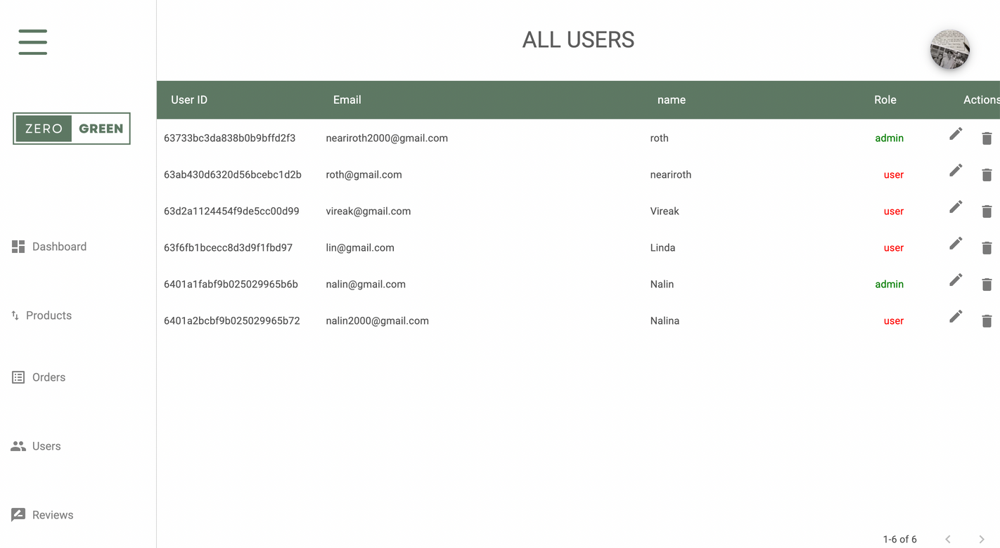 ALL USERS
ZERO GREEN
Dashboard
Products
Orders
Users
Reviews
User ID Email name Role Actions
63733bc3da838b0b9bffd2f3 neariroth2000@gmail.com roth admin
63ab430d6320d56bcebc1d2b roth@gmail.com neariroth user
63d2a1124454f9de5cc00d99 vireak@gmail.com Vireak user
63f6fb1bcecc8d3d9f1fbd97 lin@gmail.com Linda user
6401a1fabf9b025029965b6b nalin@gmail.com Nalin admin
6401a2bcbf9b025029965b72 nalin2000@gmail.com Nalina user
1-6 of 6